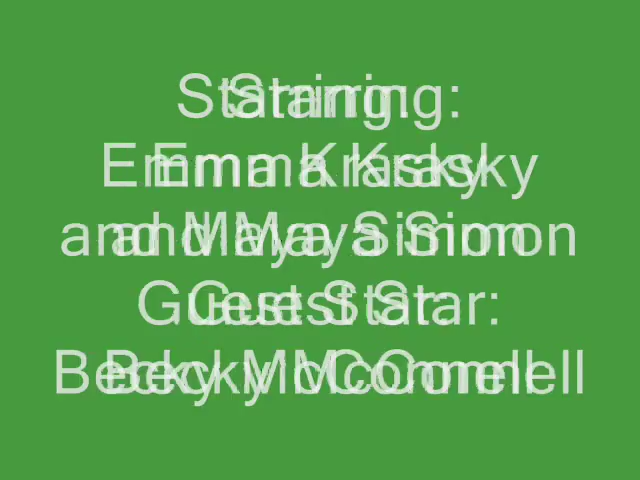 Starring:
Emma Krasky
and Maya Simon
Guest Star:
Becky McConnell